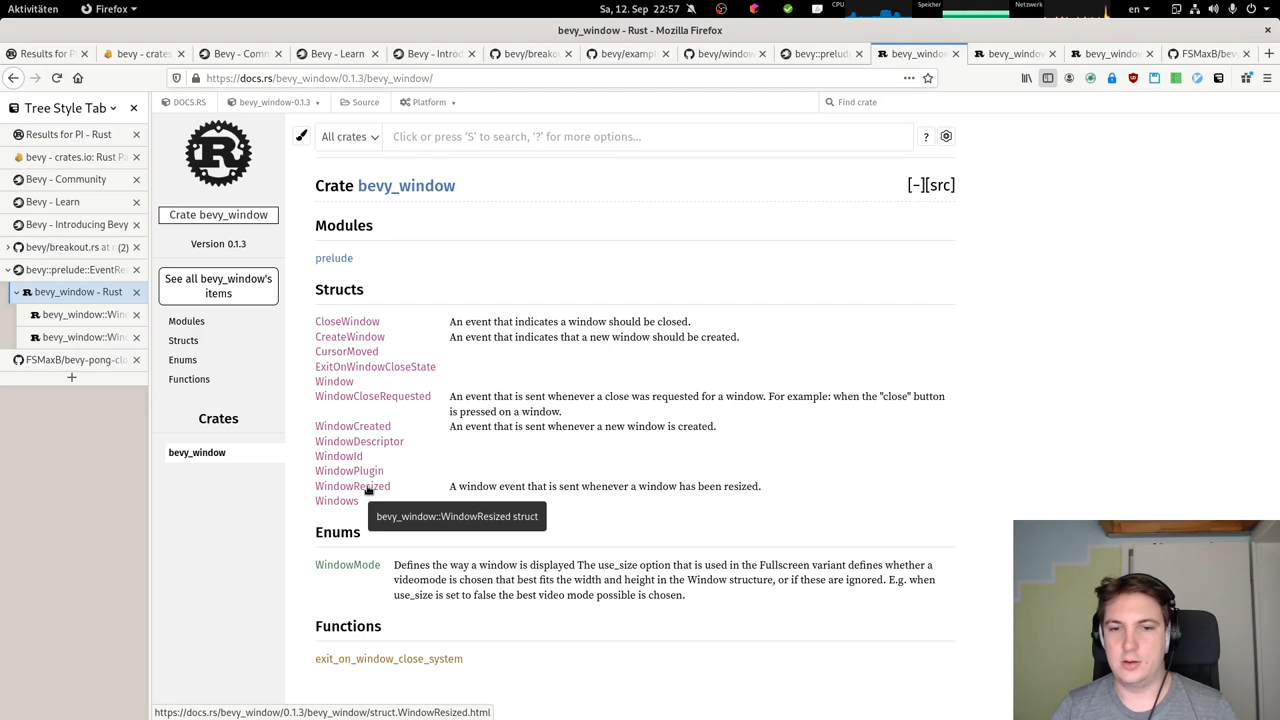 Aktivitäten
Firefox
Sa, 12. Sep 22:57
CPU
Speicher
Netzwerk
en
bevy_window - Rust - Mozilla Firefox
Results for P
bevy - crates
Bevy - Comm
Bevy - Learn
Bevy - Introd
bevy/breako
bevy/examp
bevy/windov
bevy::prelude
bevy_windov
bevy_windo
bevy_windo
FSMaxB/bevy
https://docs.rs/bevy_window/0.1.3/bevy_window/
Tree Style Tab
Results for PI - Rust
bevy - crates.io: Rust Pa
Bevy - Community
Bevy - Learn
Bevy - Introducing Bevy
bevy/breakout.rs at r (2)
bevy::prelude::EventRe
bevy_window - Rust
bevy_window::Win
bevy_window::Win
FSMaxB/bevy-pong-clo
DOCS.RS
bevy_window-0.1.3
Source
Platform
Find crate
Crate bevy_window
Version 0.1.3
See all bevy_window's
items
Modules
Structs
Enums
Functions
Crates
bevy_window
All crates
Click or press 'S' to search, '?' for more options...
?
Crate bevy_window
[-][src]
Modules
prelude
Structs
CloseWindow An event that indicates a window should be closed.
CreateWindow An event that indicates that a new window should be created.
CursorMoved
ExitOnWindowCloseState
Window
WindowCloseRequested An event that is sent whenever a close was requested for a window. For example: when the "close" button
is pressed on a window.
WindowCreated An event that is sent whenever a new window is created.
WindowDescriptor
WindowId
WindowPlugin
WindowResized A window event that is sent whenever a window has been resized.
Windows
bevy_window::WindowResized struct
Enums
WindowMode Defines the way a window is displayed The use_size option that is used in the Fullscreen variant defines whether a
videomode is chosen that best fits the width and height in the Window structure, or if these are ignored. E.g. when
use_size is set to false the best video mode possible is chosen.
Functions
exit_on_window_close_system
https://docs.rs/bevy_window/0.1.3/bevy_window/struct.WindowResized.html